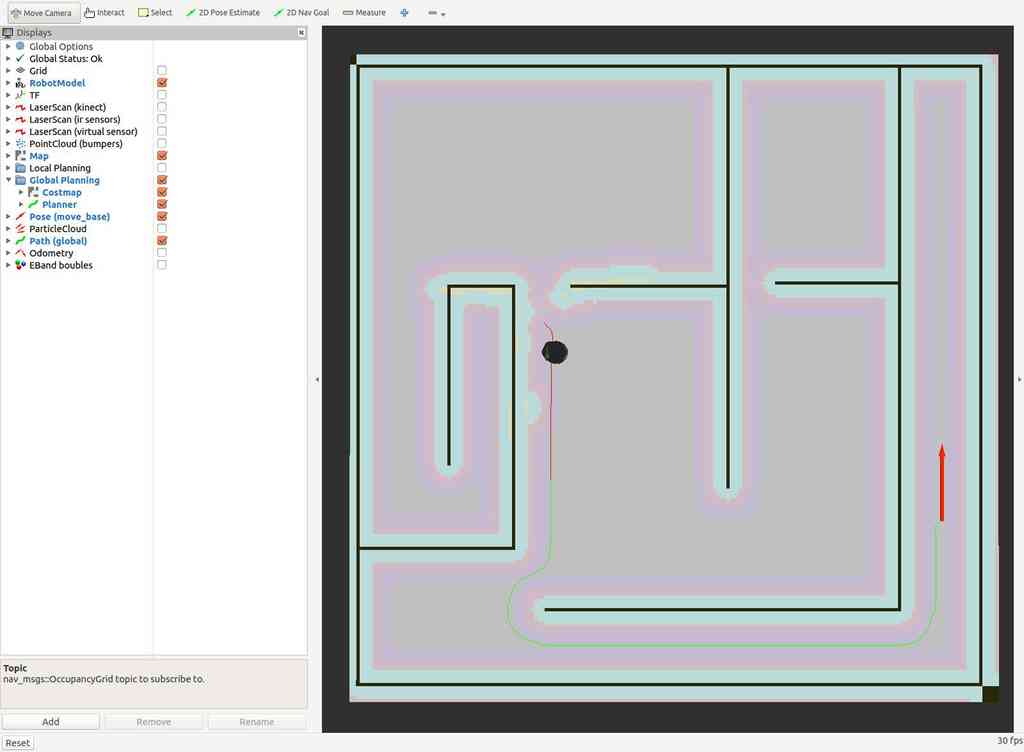 Move Camera Interact Select 2D Pose Estimate 2D Nav Goal Measure
Displays
Global Options
Global Status: Ok
Grid
RobotModel
TF
LaserScan (kinect)
LaserScan (ir sensors)
LaserScan (virtual sensor)
PointCloud (bumpers)
Map
Local Planning
Global Planning
Costmap
Planner
Pose (move_base)
ParticleCloud
Path (global)
Odometry
EBand boubles
Topic
nav_msgs::OccupancyGrid topic to subscribe to.
Add Remove Rename
Reset 30 fps